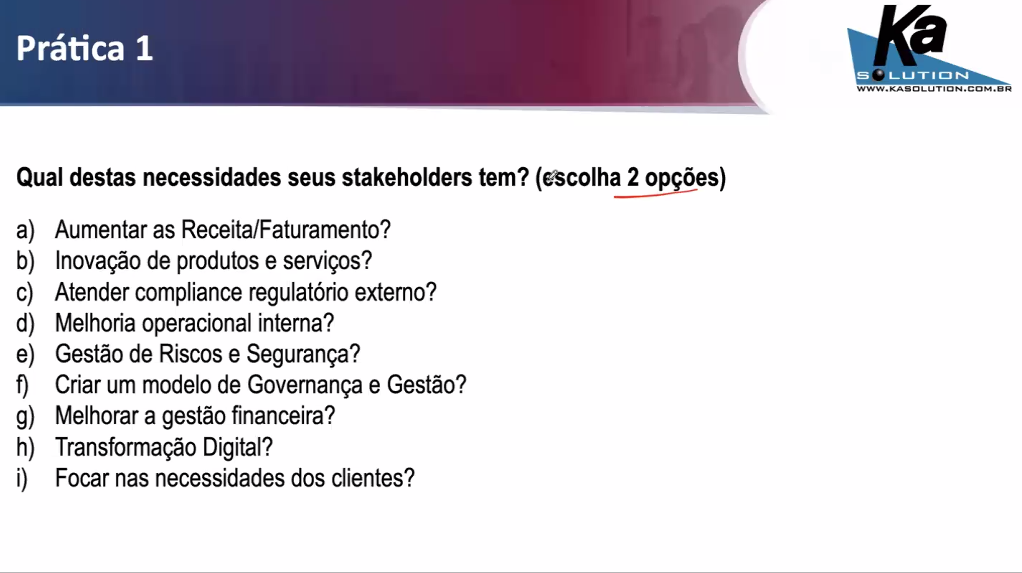 Prática 1
Ka
SOLUTION
WWW.KASOLUTION.COM.BR
Qual destas necessidades seus stakeholders tem? (escolha 2 opções)
a) Aumentar as Receita/Faturamento?
b) Inovação de produtos e serviços?
c) Atender compliance regulatório externo?
d) Melhoria operacional interna?
e) Gestão de Riscos e Segurança?
f) Criar um modelo de Governança e Gestão?
g) Melhorar a gestão financeira?
h) Transformação Digital?
i) Focar nas necessidades dos clientes?